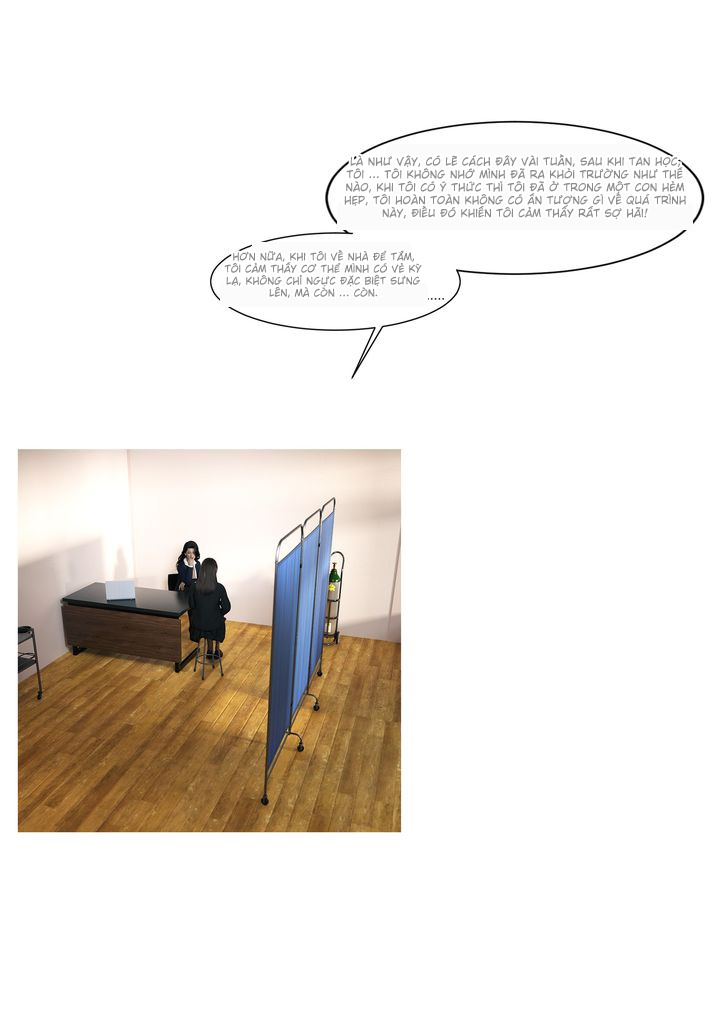 LÀ NHƯ VẬY, CÓ LẼ CÁCH ĐÂY VÀI TUẦN, SAU KHI TAN HỌC,
TÔI ... TÔI KHÔNG NHỚ MÌNH ĐÃ RA KHỎI TRƯỜNG NHƯ THẾ
NÀO, KHI TÔI CÓ Ý THỨC THÌ TÔI ĐÃ Ở TRONG MỘT CON HẺM
HẸP, TÔI HOÀN TOÀN KHÔNG CÓ ẤN TƯỢNG GÌ VỀ QUÁ TRÌNH
NÀY, ĐIỀU ĐÓ KHIẾN TÔI CẢM THẤY RẤT SỢ HÃI!
HƠN NỮA, KHI TÔI VỀ NHÀ ĐỂ TẮM,
TÔI CẢM THẤY CƠ THỂ MÌNH CÓ VẺ KỲ
LẠ, KHÔNG CHỈ NGỰC ĐẶC BIỆT SƯNG
LÊN, MÀ CÒN ... CÒN. ......